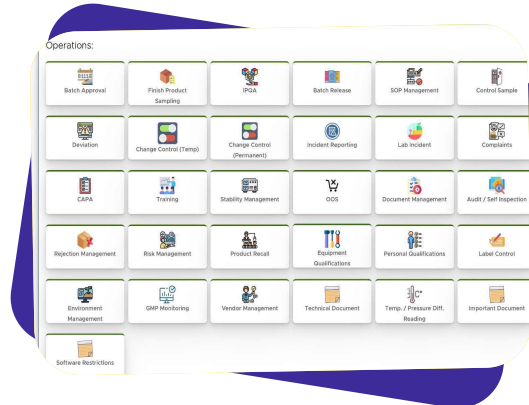 Operations:
Batch Approval
Finish Product
Sampling
IPQA
Batch Release
SOP Management
Control Sample
Deviation
Change Control (Temp)
Change Control
(Permanent)
Incident Reporting
Lab Incident
Complaints
CAPA
Training
Stability Management
OOS
Document Management
Audit / Self Inspection
Rejection Management
Risk Management
Product Recall
Equipment
Qualifications
Personal Qualifications
Label Control
Environment
Management
GMP Monitoring
Vendor Management
Technical Document
Temp. / Pressure Diff.
Reading
Important Document
Software Restrictions